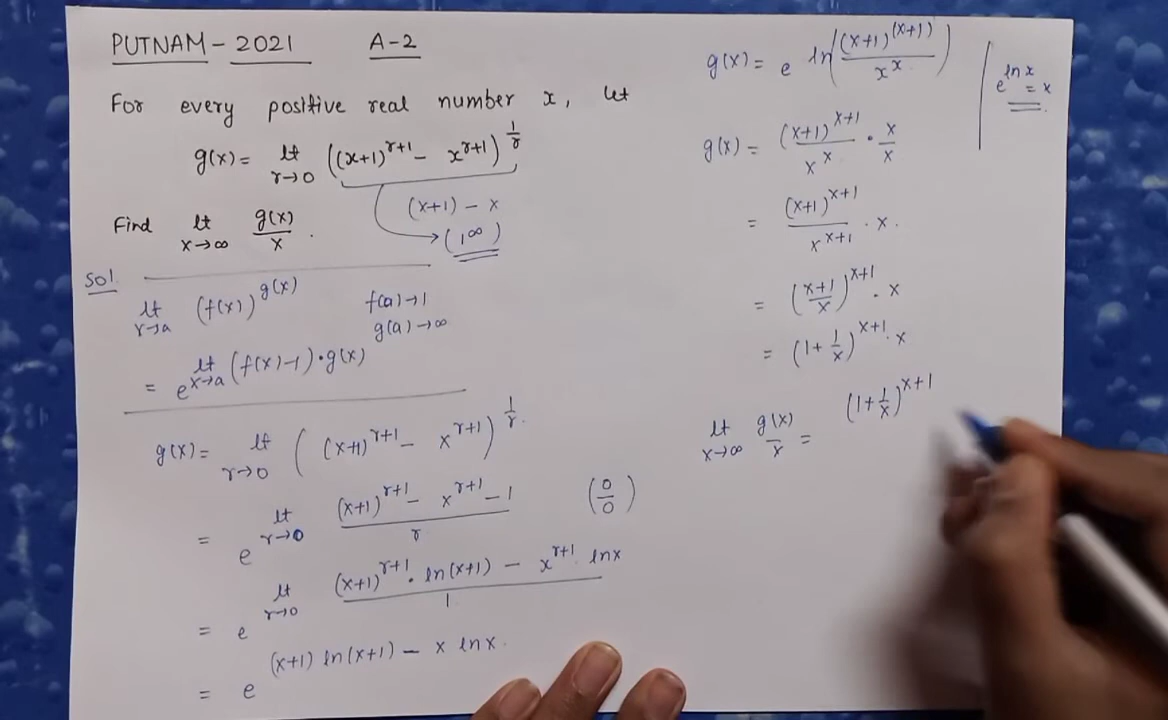 PUTNAM - 2021 A-2
For every positive real number x, let
g(x) = lt r→0 ((x+1)^{r+1} - x^{r+1})^{1/r}
(x+1) - x
(1^∞)
Find lt x→∞ g(x)/x .
Sol.
lt x→a (f(x))^{g(x)} f(a)→1
g(a)→∞
= e^{lt x→a (f(x)-1)·g(x)}
g(x) = lt r→0 ((x+1)^{r+1} - x^{r+1})^{1/r}
= e^{lt r→0 ((x+1)^{r+1} - x^{r+1} - 1)/r} (0/0)
= e^{lt r→0 ((x+1)^{r+1} · ln(x+1) - x^{r+1} · lnx)/1}
= e^{(x+1) ln(x+1) - x lnx}.
g(x) = e^{ln((x+1)^{(x+1)}/x^x)}
e^{lnx} = x.
g(x) = (x+1)^{x+1}/x^x · x/x
= (x+1)^{x+1}/x^{x+1} · x.
= ((x+1)/x)^{x+1} · x
= (1+1/x)^{x+1} · x
lt x→∞ g(x)/x = (1+1/x)^{x+1}